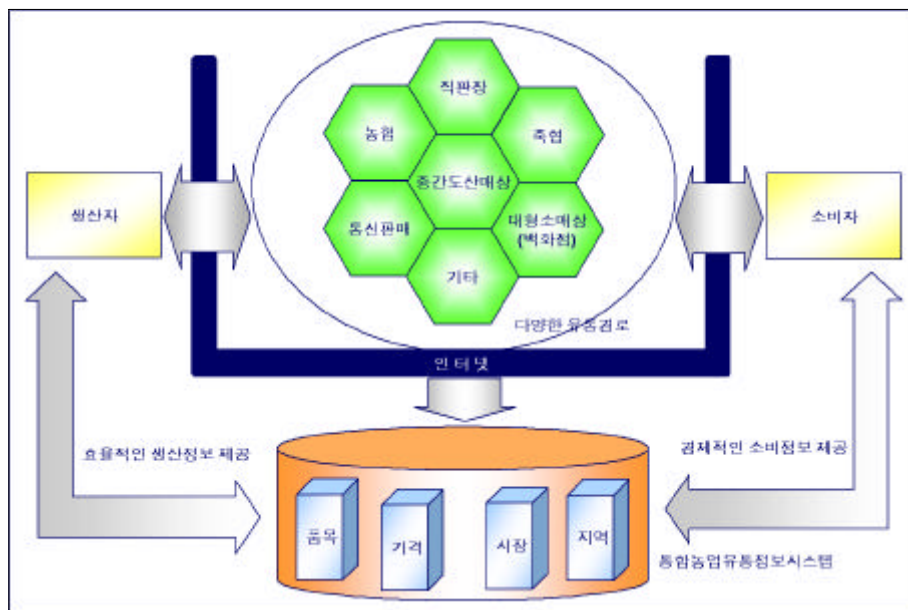 직판장
농협
축협
중간도산매상
생산자
소비자
통신판매
대형소매상
(백화점)
기타
다양한 유통경로
인 터 넷
효율적인 생산정보 제공
경제적인 소비정보 제공
품목
가격
시장
지역
통합농업유통정보시스템